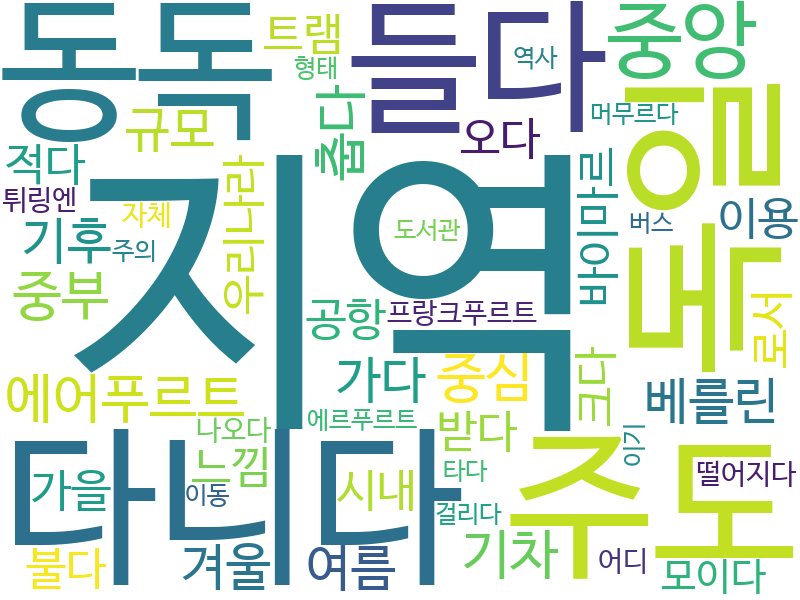 동독
트램
들다
역사
중앙
형태
머무르다
규모
춥다
오다
독일
적다
튀링엔
자체
우리나라
지역
도서관
바이마르
버스
이용
기후
주의
중부
공항
프랑크푸르트
로서
에어푸르트
가다
중심
크다
베를린
나오다
에르푸르트
받다
이기
다니다
느낌
주도
가을
이동
시내
타다
떨어지다
걸리다
불다
겨울
여름
기차
어디
모이다